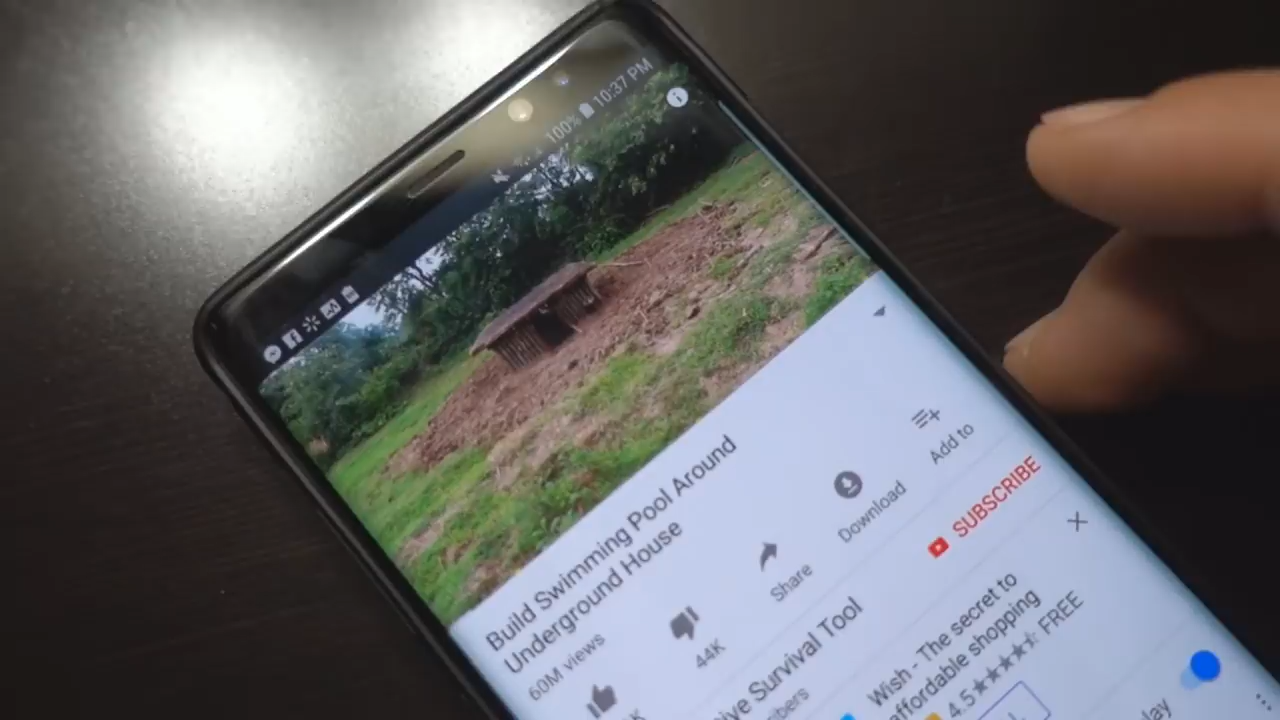 100% 10:37 PM
Build Swimming Pool Around
Underground House
60M views
44K
Share
Download
Add to
ive Survival Tool
SUBSCRIBE
Wish - The secret to
affordable shopping
4.5 FREE